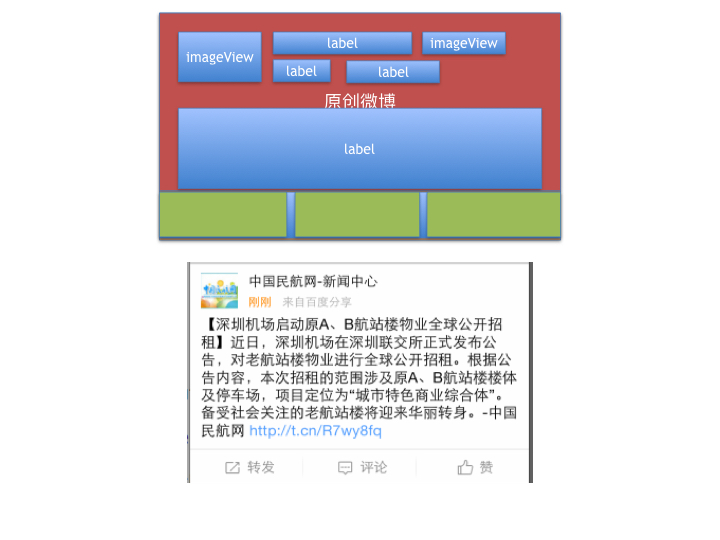 imageView
label
imageView
label
label
原创微博
label
中国民航网-新闻中心
刚刚 来自百度分享
【深圳机场启动原A、B航站楼物业全球公开招
租】近日，深圳机场在深圳联交所正式发布公
告，对老航站楼物业进行全球公开招租。根据公
告内容，本次招租的范围涉及原A、B航站楼楼体
及停车场，项目定位为“城市特色商业综合体”。
备受社会关注的老航站楼将迎来华丽转身。-中国
民航网 http://t.cn/R7wy8fq
转发 评论 赞